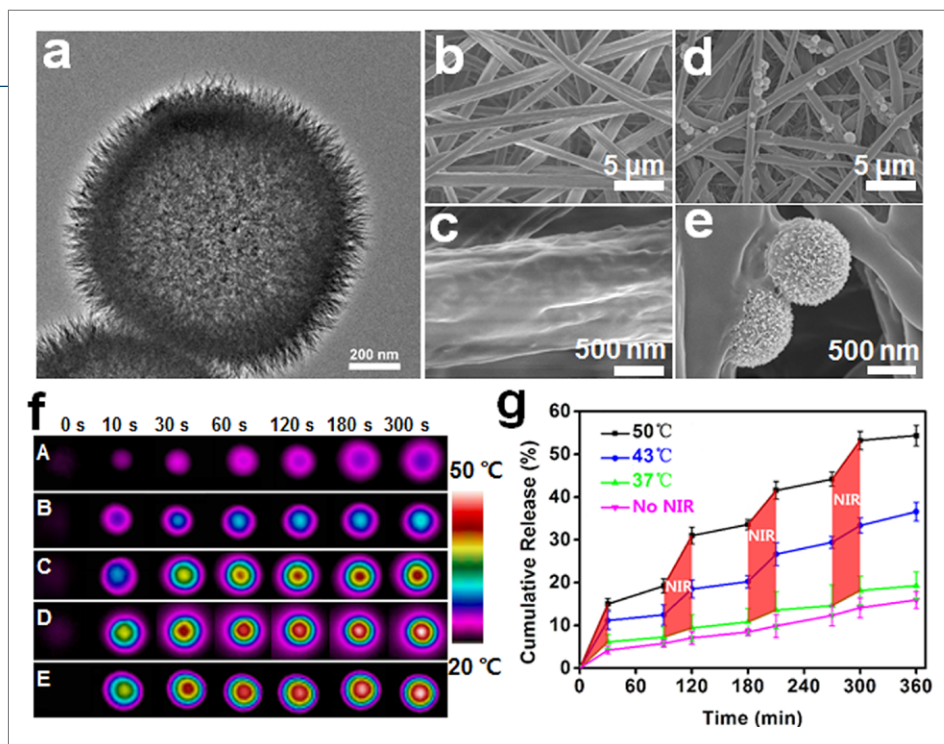 a
200 nm
b
5 μm
d
5 μm
c
500 nm
e
500 nm
f
0 s 10 s 30 s 60 s 120 s 180 s 300 s
A
B
C
D
E
50 ℃
20 ℃
g
Cumulative Release (%)
60
50
40
30
20
10
0
50℃
43℃
37℃
No NIR
NIR
NIR
NIR
0 60 120 180 240 300 360
Time (min)